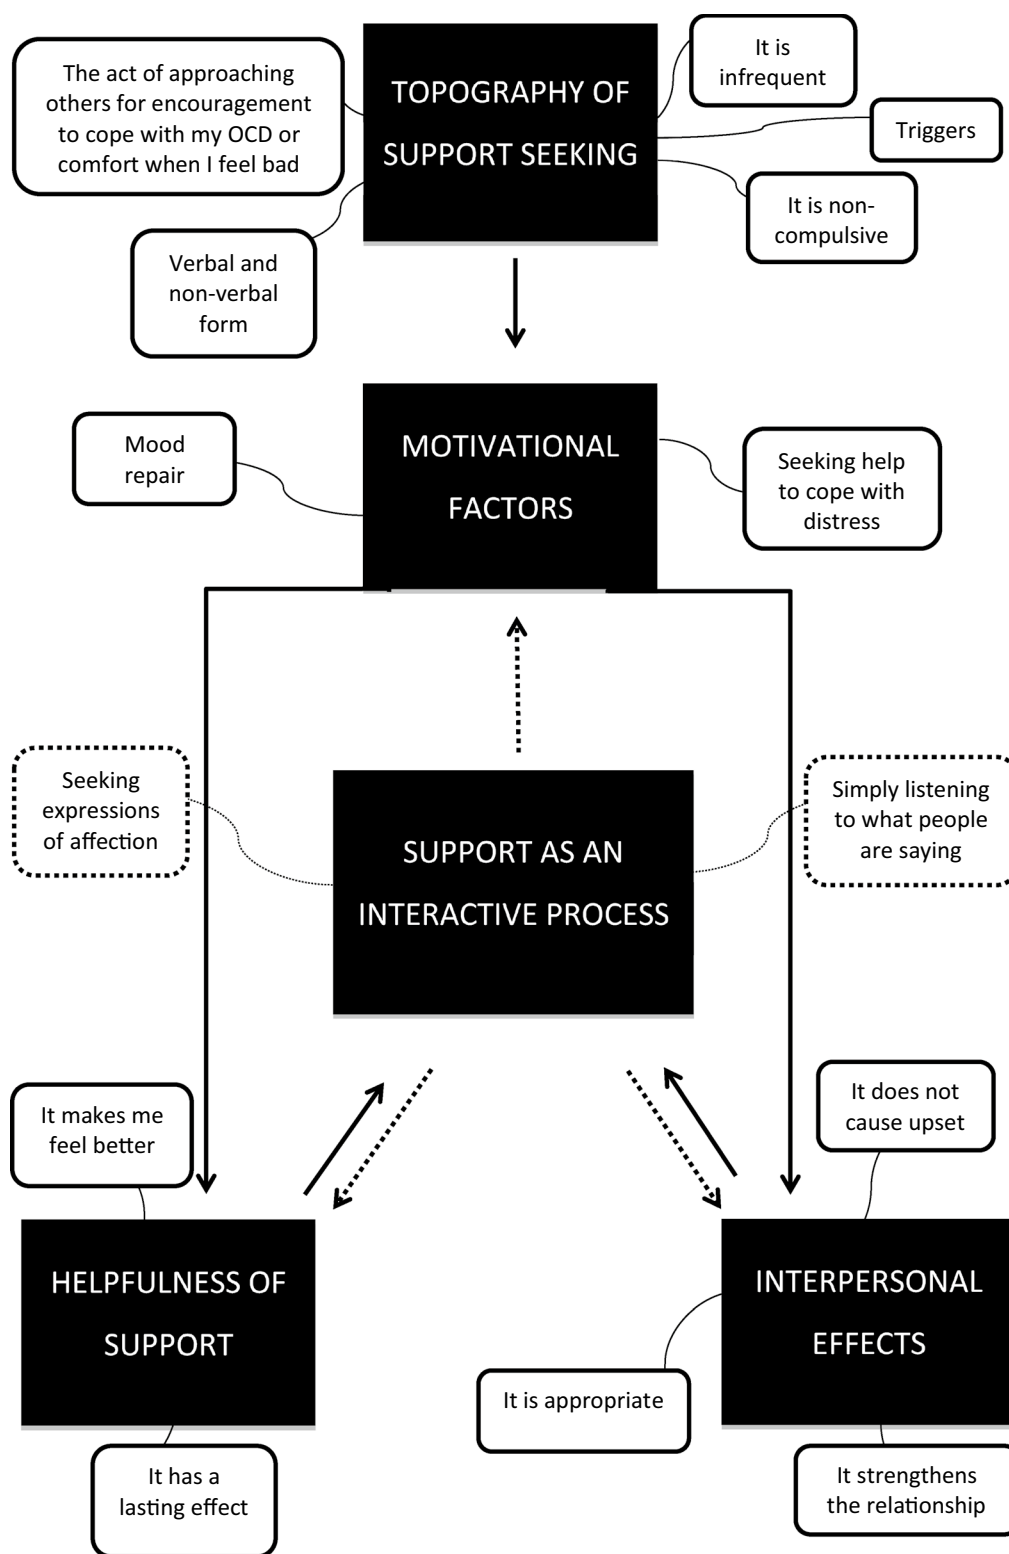 The act of approaching
others for encouragement
to cope with my OCD or
comfort when I feel bad
TOPOGRAPHY OF
SUPPORT SEEKING
It is
infrequent
Triggers
It is non-
compulsive
Verbal and
non-verbal
form
Mood
repair
MOTIVATIONAL
FACTORS
Seeking help
to cope with
distress
Seeking
expressions
of affection
SUPPORT AS AN
INTERACTIVE PROCESS
Simply listening
to what people
are saying
It makes me
feel better
It does not
cause upset
HELPFULNESS OF
SUPPORT
INTERPERSONAL
EFFECTS
It is appropriate
It has a
lasting effect
It strengthens
the relationship